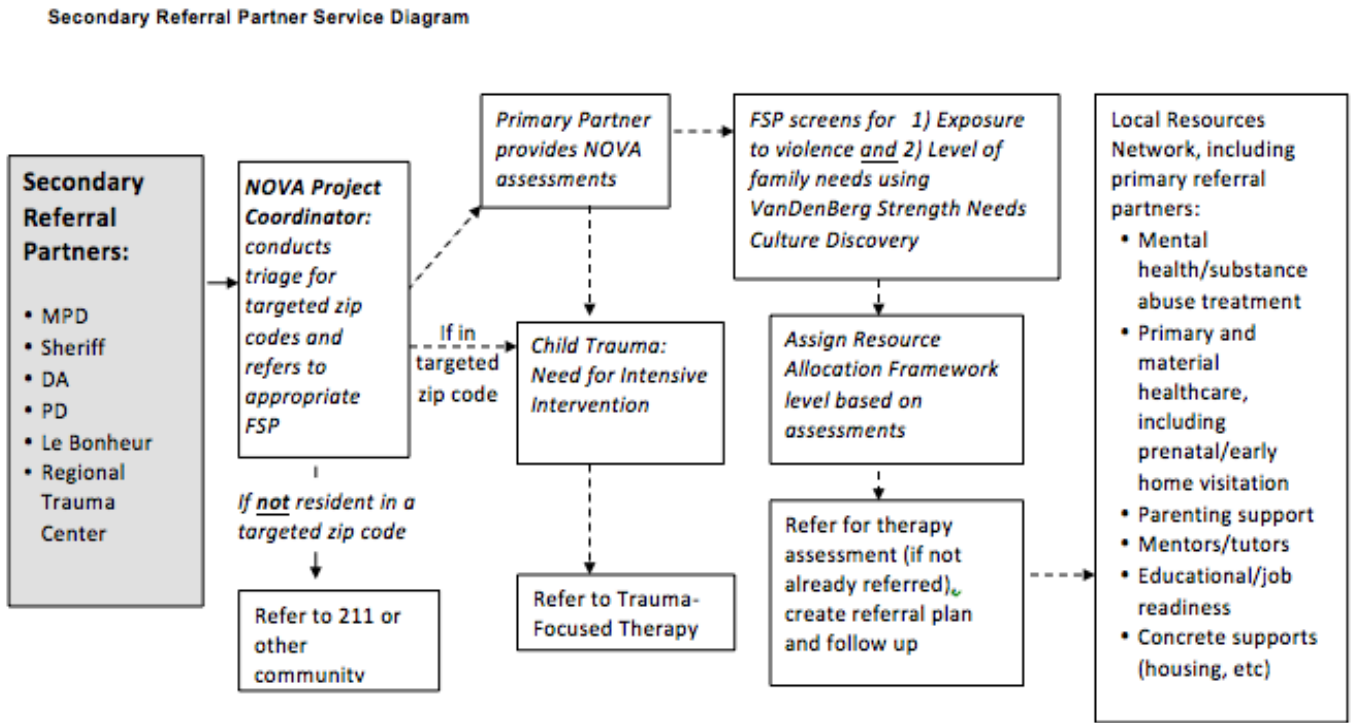 Secondary Referral Partner Service Diagram
Secondary
Referral
Partners:
• MPD
• Sheriff
• DA
• PD
• Le Bonheur
• Regional
Trauma
Center
NOVA Project
Coordinator:
conducts
triage for
targeted zip
codes and
refers to
appropriate
FSP
If not resident in a
targeted zip code
Refer to 211 or
other
community
If in
targeted
zip code
Primary Partner
provides NOVA
assessments
Child Trauma:
Need for Intensive
Intervention
Refer to Trauma-
Focused Therapy
FSP screens for 1) Exposure
to violence and 2) Level of
family needs using
VanDenBerg Strength Needs
Culture Discovery
Assign Resource
Allocation Framework
level based on
assessments
Refer for therapy
assessment (if not
already referred),
create referral plan
and follow up
Local Resources
Network, including
primary referral
partners:
• Mental
health/substance
abuse treatment
• Primary and
material
healthcare,
including
prenatal/early
home visitation
• Parenting support
• Mentors/tutors
• Educational/job
readiness
• Concrete supports
(housing, etc)